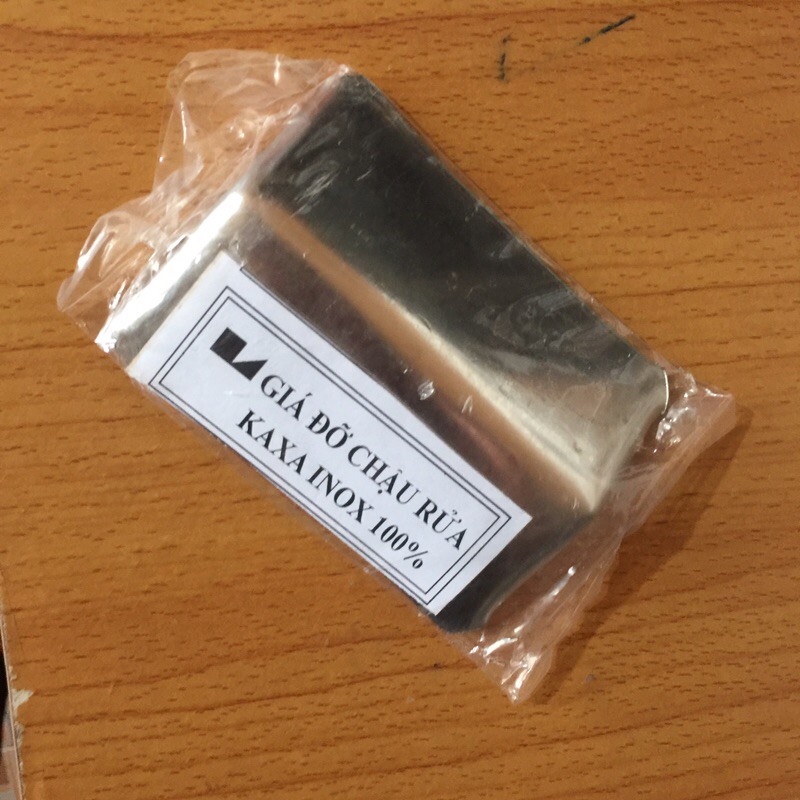 GIÁ ĐỠ CHẬU RỬA
KAXA INOX 100%